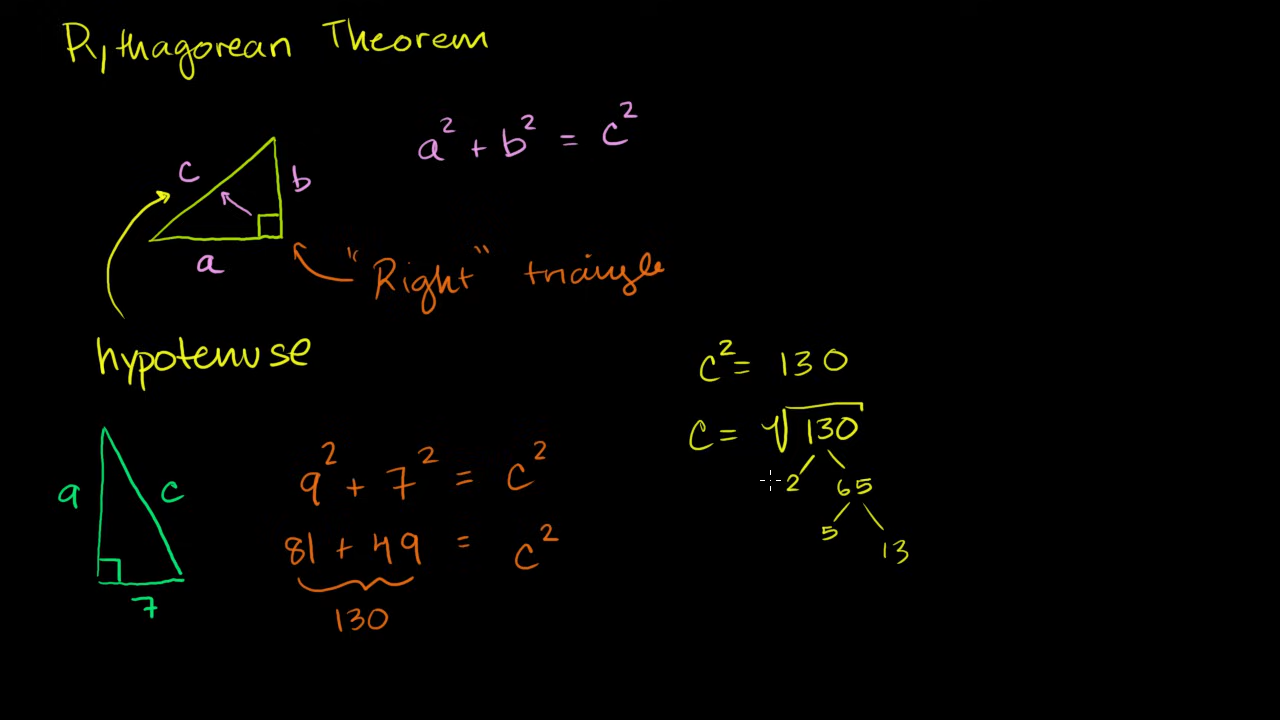 Pythagorean Theorem
a² + b² = c²
c
b
a
"Right" triangle
hypotenuse
9
c
7
9² + 7² = c²
81 + 49 = c²
130
c² = 130
c = √130
2 65
5 13